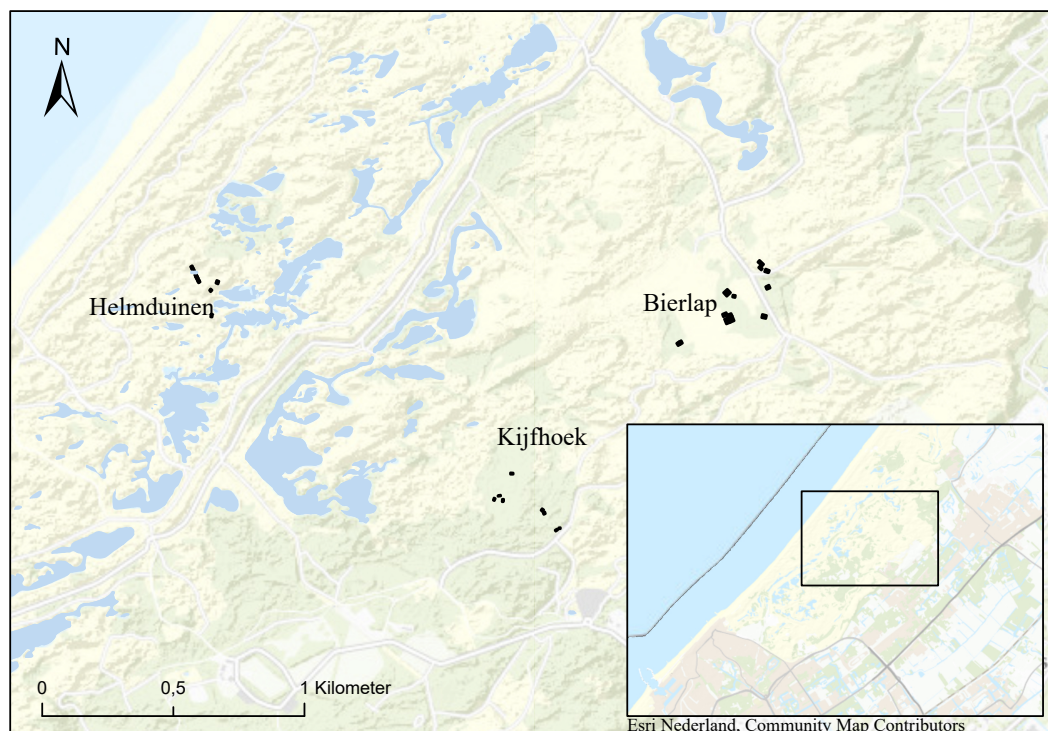 N
Helmduinen
Bierlap
Kijfhoek
0 0,5 1 Kilometer
Esri Nederland, Community Map Contributors